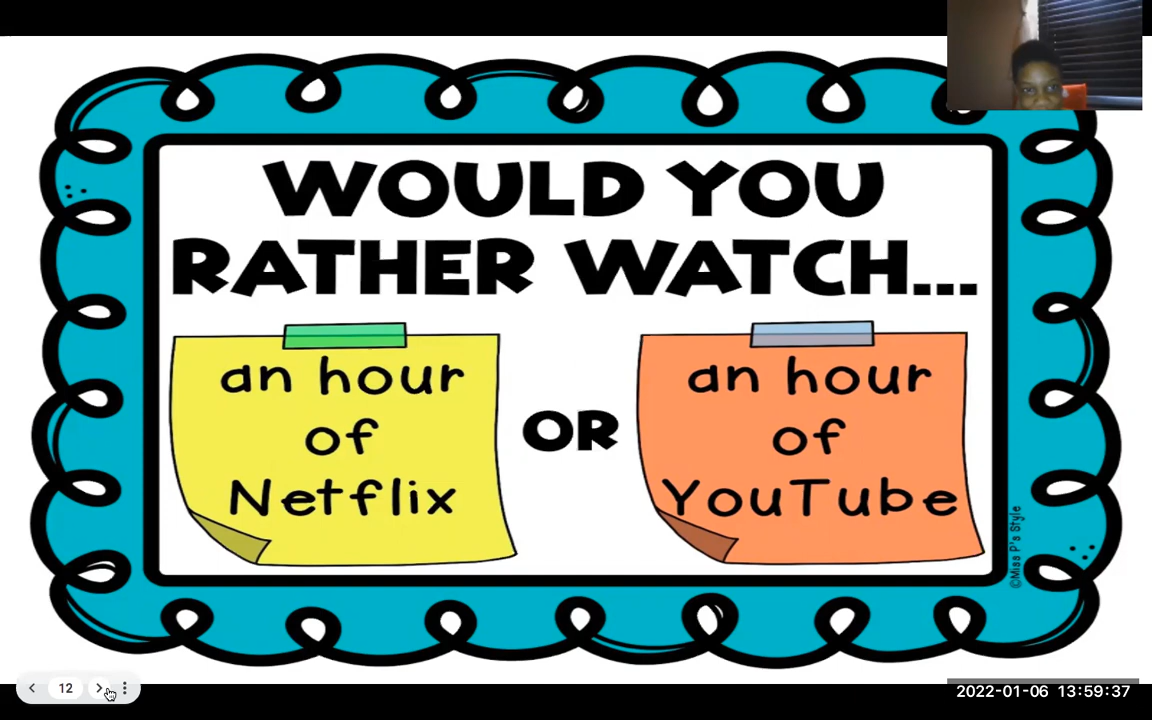 WOULD YOU
RATHER WATCH...
an hour
of
Netflix
OR
an hour
of
YouTube
©Miss P's Style
12
2022-01-06 13:59:37